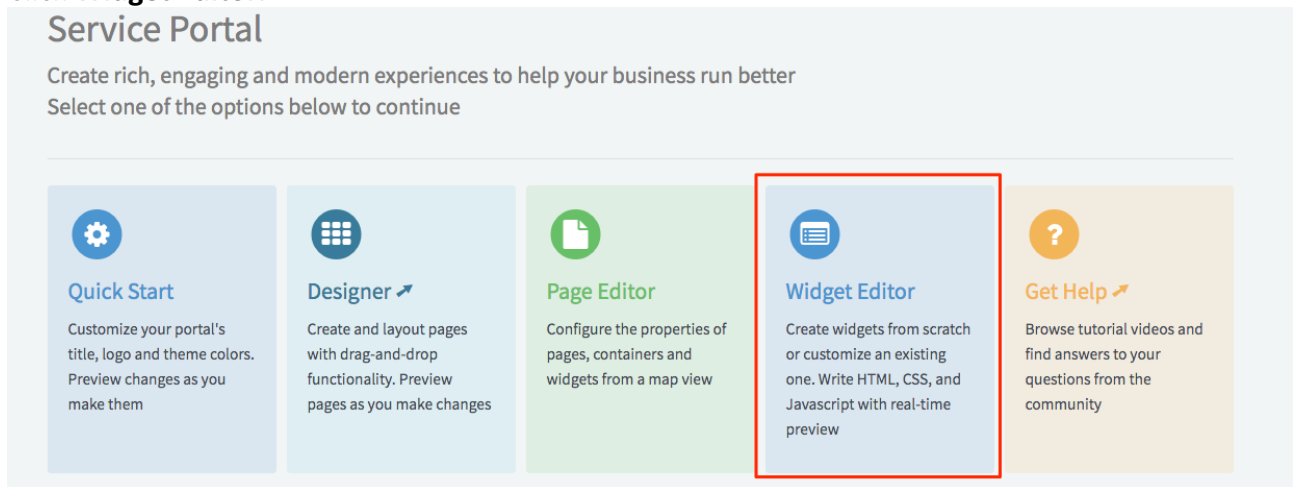 Service Portal
Create rich, engaging and modern experiences to help your business run better
Select one of the options below to continue
Quick Start
Customize your portal's
title, logo and theme colors.
Preview changes as you
make them
Designer
Create and layout pages
with drag-and-drop
functionality. Preview
pages as you make changes
Page Editor
Configure the properties of
pages, containers and
widgets from a map view
Widget Editor
Create widgets from scratch
or customize an existing
one. Write HTML, CSS, and
Javascript with real-time
preview
Get Help
Browse tutorial videos and
find answers to your
questions from the
community